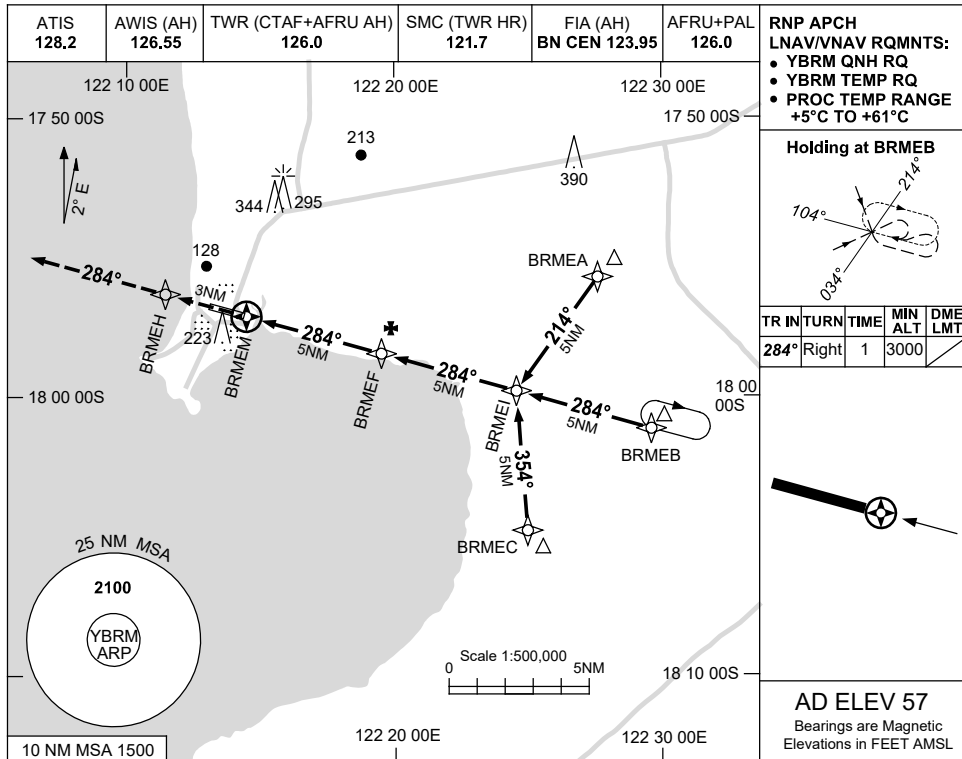 ATIS
128.2
AWIS (AH)
126.55
TWR (CTAF+AFRU AH)
126.0
SMC (TWR HR)
121.7
FIA (AH)
BN CEN 123.95
AFRU+PAL
126.0
RNP APCH
LNAV/VNAV RQMNTS:
• YBRM QNH RQ
• YBRM TEMP RQ
• PROC TEMP RANGE
+5°C TO +61°C
122 10 00E
122 20 00E
122 30 00E
17 50 00S
17 50 00S
213
390
344
295
2° E
128
Holding at BRMEB
214°
104°
034°
TR IN TURN TIME MIN ALT DME LMT
284° Right 1 3000
BRMEA
284°
3NM
214°
5NM
223
BRMEH
BRMEM
284°
5NM
BRMEF
284°
5NM
BRMEI
284°
5NM
BRMEB
18 00 00S
18 00
00S
354°
5NM
BRMEC
25 NM MSA
2100
YBRM
ARP
Scale 1:500,000
0 5NM
18 10 00S
122 20 00E
122 30 00E
10 NM MSA 1500
AD ELEV 57
Bearings are Magnetic
Elevations in FEET AMSL